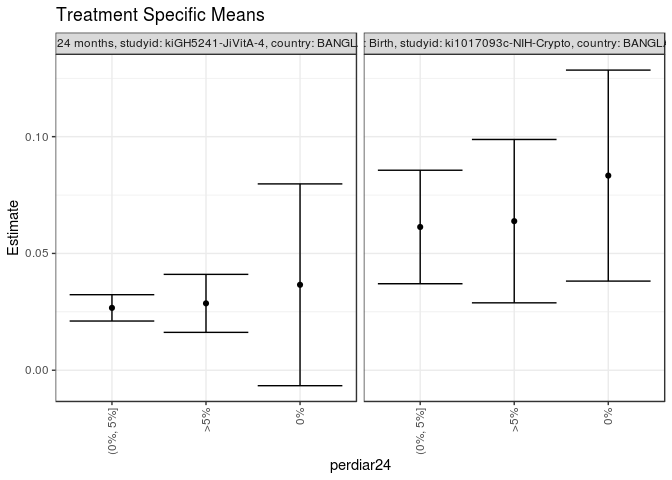 Treatment Specific Means
24 months, studyid: kiGH5241-JiVitA-4, country: BANGL
: Birth, studyid: ki1017093c-NIH-Crypto, country: BANGL
Estimate
0.10
0.05
0.00
(0%, 5%]
>5%
0%
(0%, 5%]
>5%
0%
perdiar24